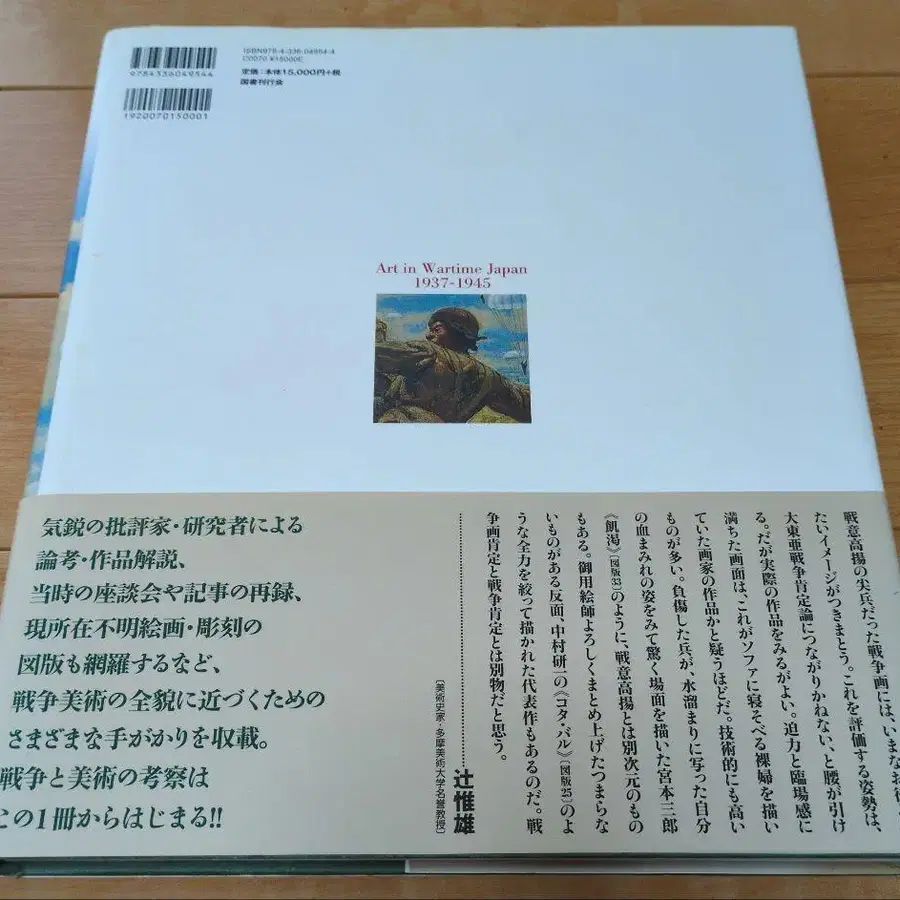 9784336049544
1920070150001
ISBN978-4-336-04954-4
C0070 ¥15000E
定価:本体15,000円+税
国書刊行会
Art in Wartime Japan
1937-1945
気鋭の批評家・研究者による
論考・作品解説、
当時の座談会や記事の再録、
現所在不明絵画・彫刻の
図版も網羅するなど、
戦争美術の全貌に近づくための
さまざまな手がかりを収載。
戦争と美術の考察は
この1冊からはじまる!!
戦意高揚の尖兵だった戦争画には、いまなお冷
たいイメージがつきまとう。これを評価する姿勢は、
大東亜戦争肯定論につながりかねない、と腰が引け
る。だが実際の作品をみるがよい。迫力と臨場感に
満ちた画面は、これがソファに寝そべる裸婦を描い
ていた画家の作品かと疑うほどだ。技術的にも高い
ものが多い。負傷した兵が、水溜まりに写った自分
の血まみれの姿をみて驚く場面を描いた宮本三郎
《飢渇》[図版33]のように、戦意高揚とは別次元のもの
もある。御用絵師よろしくまとめ上げたつまらな
いものがある反面、中村研一の《コタ・バル》[図版25]のよ
うな全力を絞って描かれた代表作もあるのだ。戦
争画肯定と戦争肯定とは別物だと思う。
辻惟雄
[美術史家・多摩美術大学名誉教授]